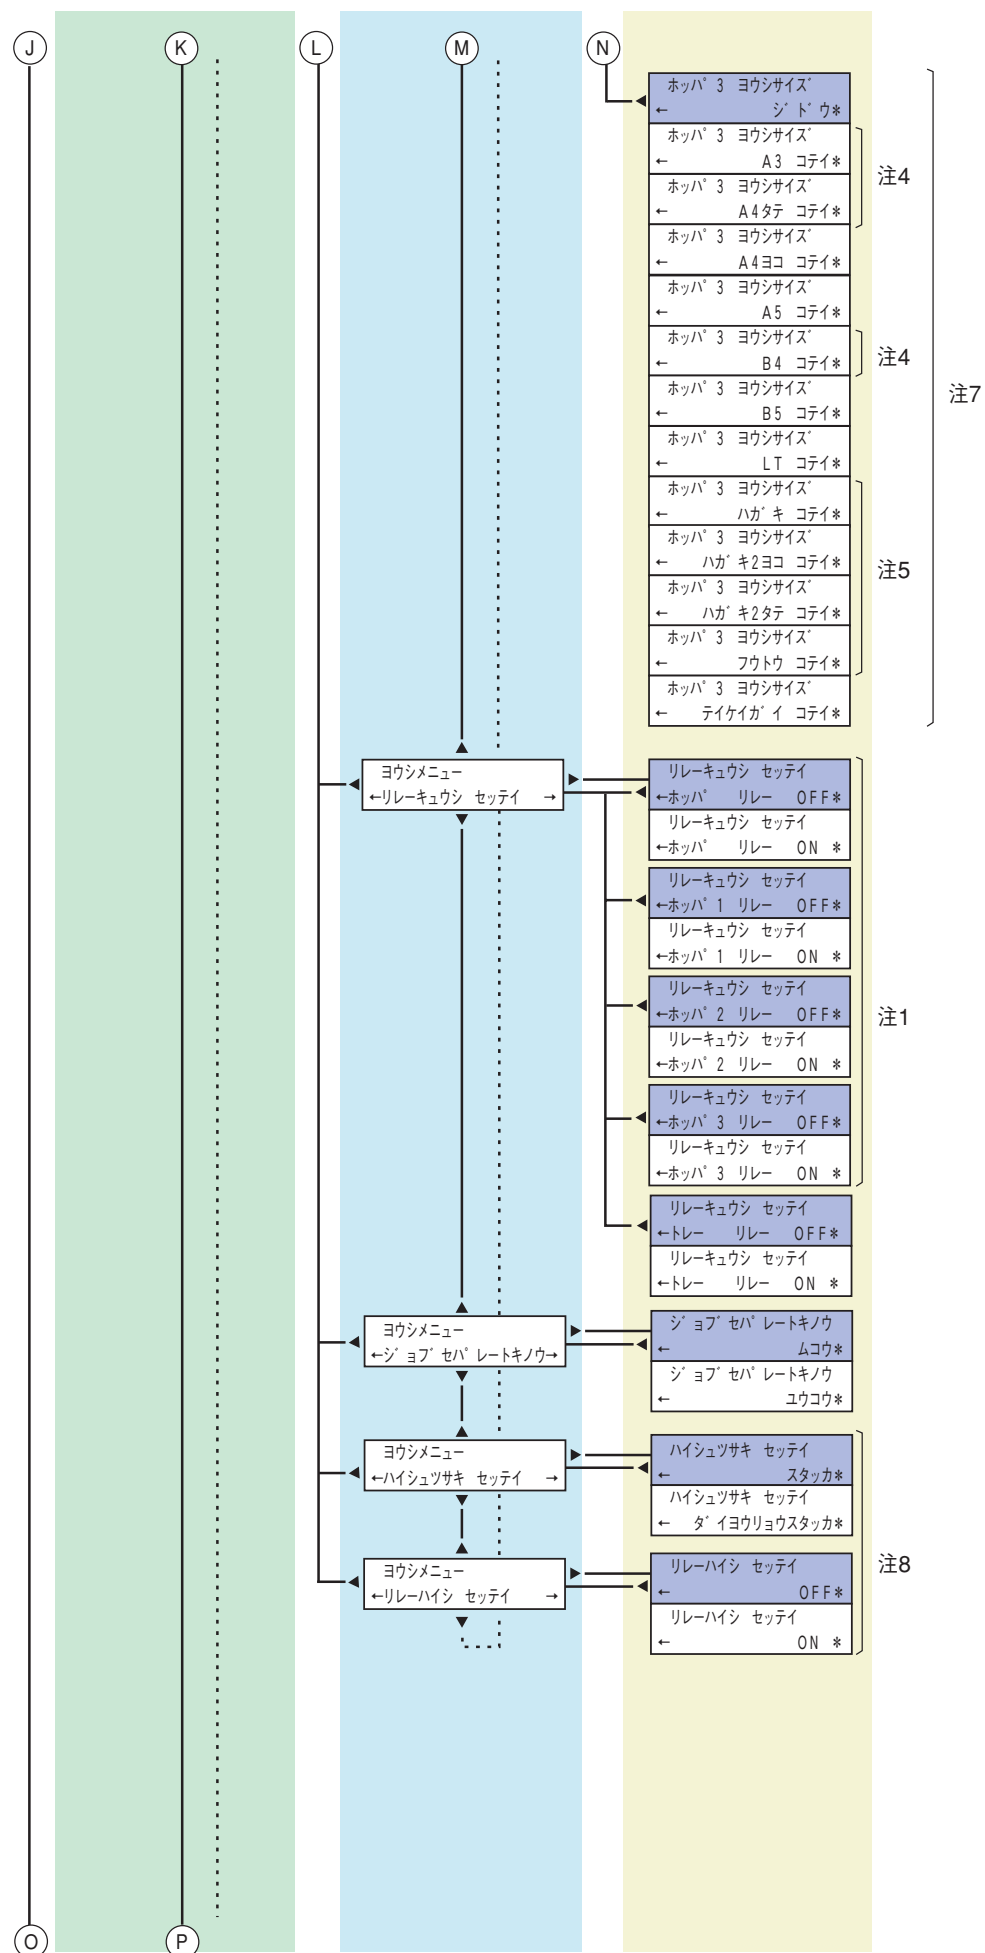 J K L M N
ホッパ゜3 ヨウシサイズ゛
← ジ゛ド゛ウ*
ホッパ゜3 ヨウシサイズ゛
← A3 コテイ*
ホッパ゜3 ヨウシサイズ゛
← A4タテ コテイ*
注4
ホッパ゜3 ヨウシサイズ゛
← A4ヨコ コテイ*
ホッパ゜3 ヨウシサイズ゛
← A5 コテイ*
ホッパ゜3 ヨウシサイズ゛
← B4 コテイ*
注4
ホッパ゜3 ヨウシサイズ゛
← B5 コテイ*
ホッパ゜3 ヨウシサイズ゛
← LT コテイ*
ホッパ゜3 ヨウシサイズ゛
← ハガ゛キ コテイ*
ホッパ゜3 ヨウシサイズ゛
← ハガ゛キ2ヨコ コテイ*
ホッパ゜3 ヨウシサイズ゛
← ハガ゛キ2タテ コテイ*
ホッパ゜3 ヨウシサイズ゛
← フウトウ コテイ*
注5
ホッパ゜3 ヨウシサイズ゛
← テイケイガ゛イ コテイ*
注7
ヨウシメニュー
←リレーキュウシ セッテイ →
リレーキュウシ セッテイ
←ホッパ゜ リレー OFF*
リレーキュウシ セッテイ
←ホッパ゜ リレー ON *
リレーキュウシ セッテイ
←ホッパ゜1 リレー OFF*
リレーキュウシ セッテイ
←ホッパ゜1 リレー ON *
リレーキュウシ セッテイ
←ホッパ゜2 リレー OFF*
リレーキュウシ セッテイ
←ホッパ゜2 リレー ON *
リレーキュウシ セッテイ
←ホッパ゜3 リレー OFF*
リレーキュウシ セッテイ
←ホッパ゜3 リレー ON *
注1
リレーキュウシ セッテイ
←トレー リレー OFF*
リレーキュウシ セッテイ
←トレー リレー ON *
ヨウシメニュー
←ジ゛ョブ゛セパ゜レートキノウ→
ジ゛ョブ゛セパ゜レートキノウ
← ムコウ*
ジ゛ョブ゛セパ゜レートキノウ
← ユウコウ*
ヨウシメニュー
←ハイシュツサキ セッテイ →
ハイシュツサキ セッテイ
← スタッカ*
ハイシュツサキ セッテイ
← ダ゛イヨウリョウスタッカ*
ヨウシメニュー
←リレーハイシ セッテイ →
リレーハイシ セッテイ
← OFF*
リレーハイシ セッテイ
← ON *
注8
O P